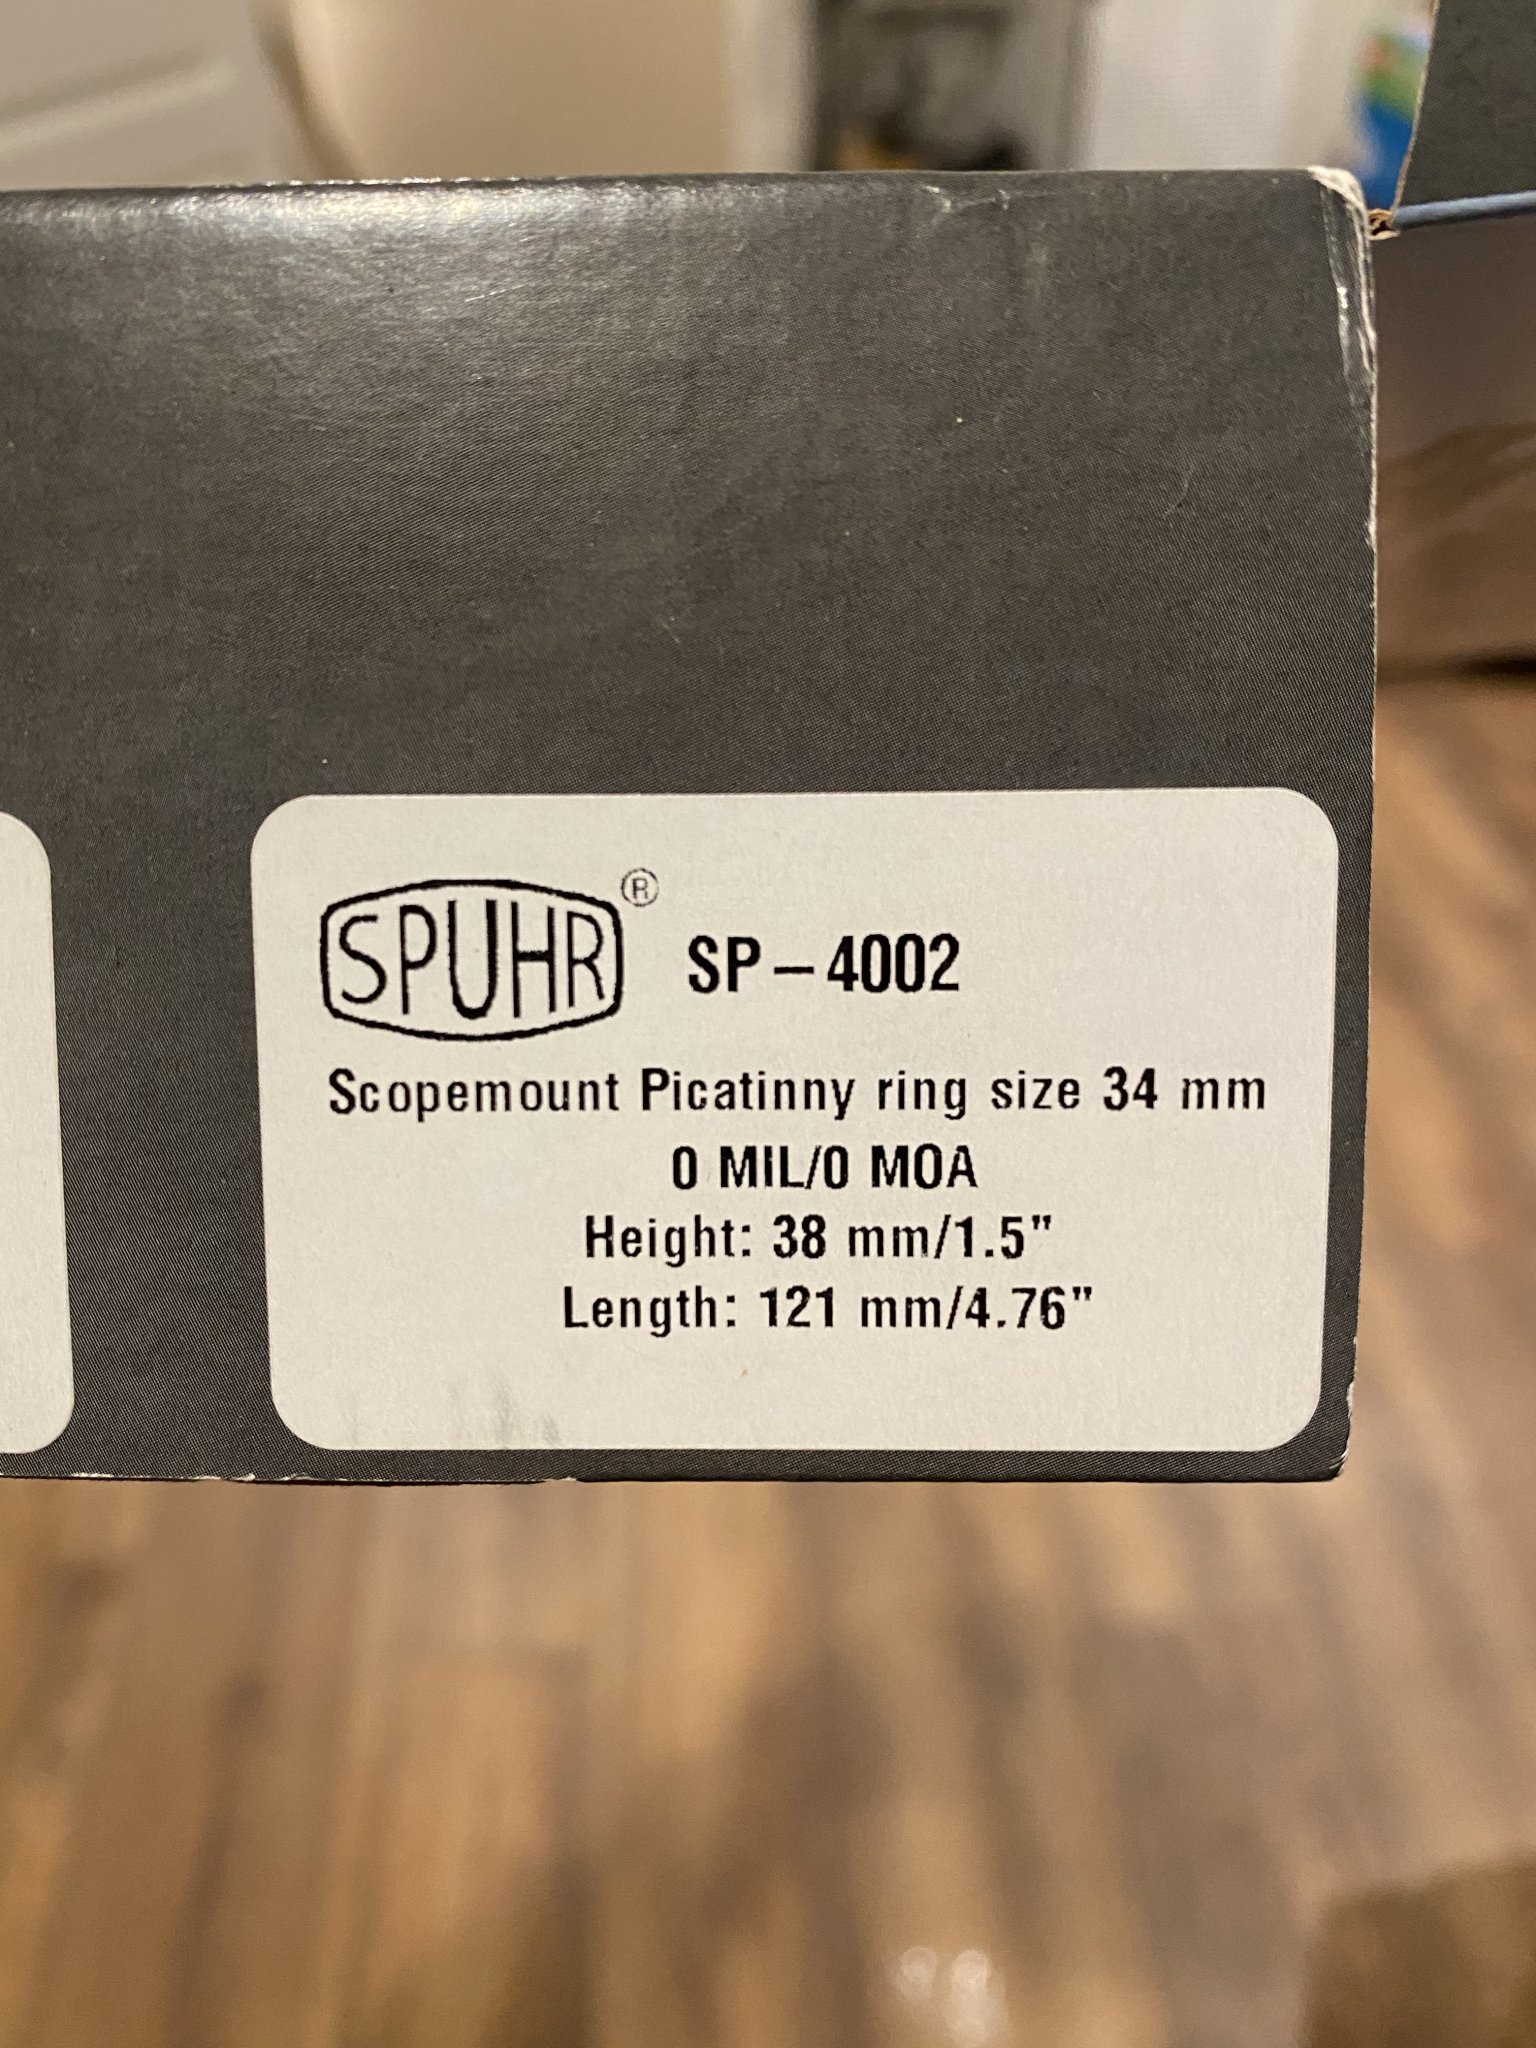 SPUHR® SP-4002
Scopemount Picatinny ring size 34 mm
0 MIL/0 MOA
Height: 38 mm/1.5"
Length: 121 mm/4.76"